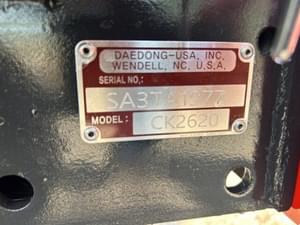 DAEDONG-USA, INC.
WENDELL, NC, U.S.A.
SERIAL NO.:
MODEL: CK2620